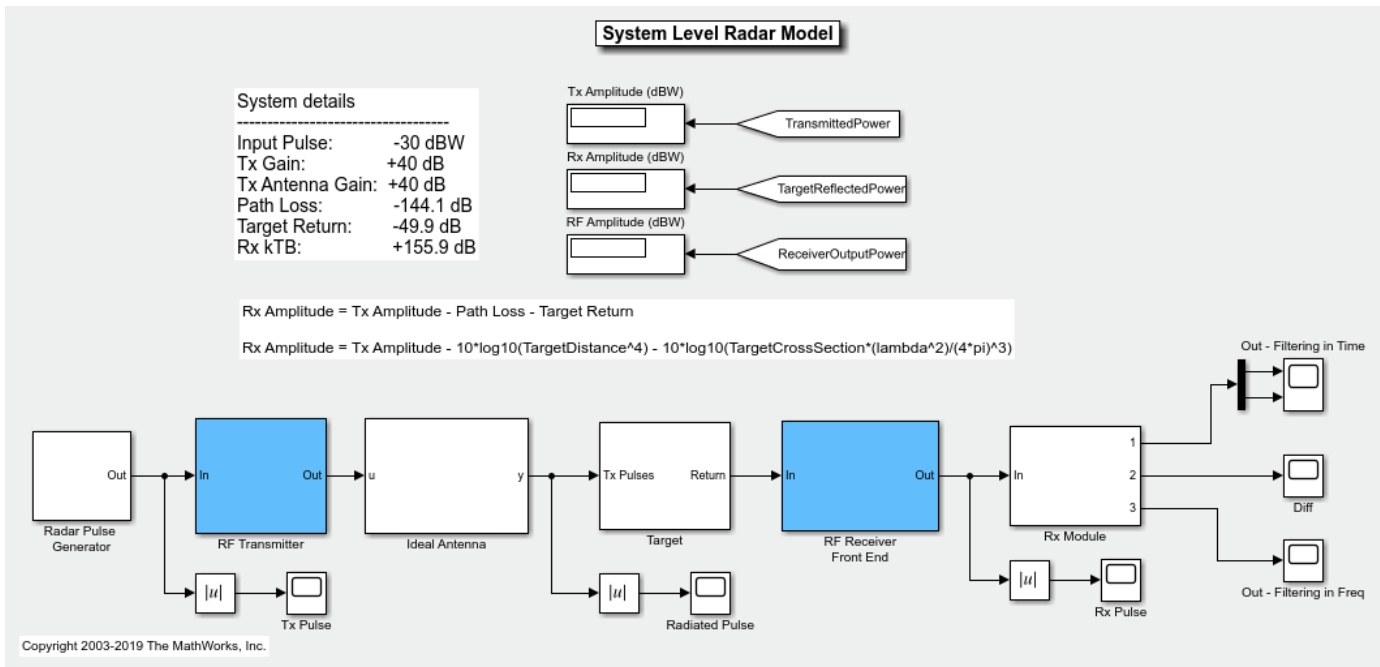 System Level Radar Model
System details
-----------------------------------
Input Pulse: -30 dBW
Tx Gain: +40 dB
Tx Antenna Gain: +40 dB
Path Loss: -144.1 dB
Target Return: -49.9 dB
Rx kTB: +155.9 dB
Tx Amplitude (dBW)
TransmittedPower
Rx Amplitude (dBW)
TargetReflectedPower
RF Amplitude (dBW)
ReceiverOutputPower
Rx Amplitude = Tx Amplitude - Path Loss - Target Return
Rx Amplitude = Tx Amplitude - 10*log10(TargetDistance^4) - 10*log10(TargetCrossSection*(lambda^2)/(4*pi)^3)
Out
Radar Pulse
Generator
In Out
RF Transmitter
u y
Ideal Antenna
Tx Pulses Return
Target
In Out
RF Receiver
Front End
In
1
2
3
Rx Module
Out - Filtering in Time
Diff
Out - Filtering in Freq
|u|
Tx Pulse
|u|
Radiated Pulse
|u|
Rx Pulse
Copyright 2003-2019 The MathWorks, Inc.